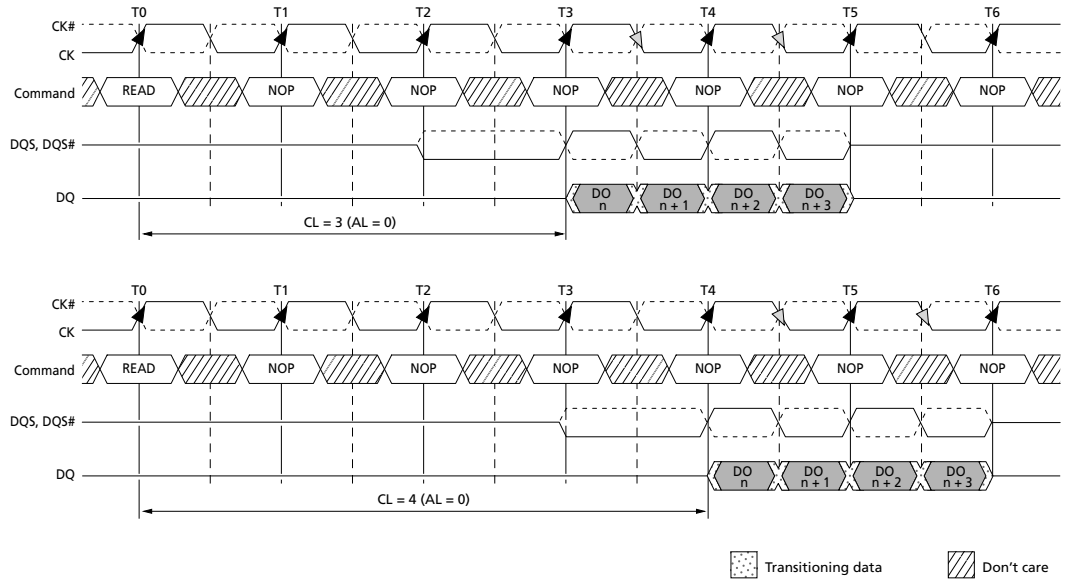 T0 T1 T2 T3 T4 T5 T6
CK#
CK
Command READ NOP NOP NOP NOP NOP NOP
DQS, DQS#
DQ
DO n
DO n + 1
DO n + 2
DO n + 3
CL = 3 (AL = 0)
T0 T1 T2 T3 T4 T5 T6
CK#
CK
Command READ NOP NOP NOP NOP NOP NOP
DQS, DQS#
DQ
DO n
DO n + 1
DO n + 2
DO n + 3
CL = 4 (AL = 0)
Transitioning data Don't care